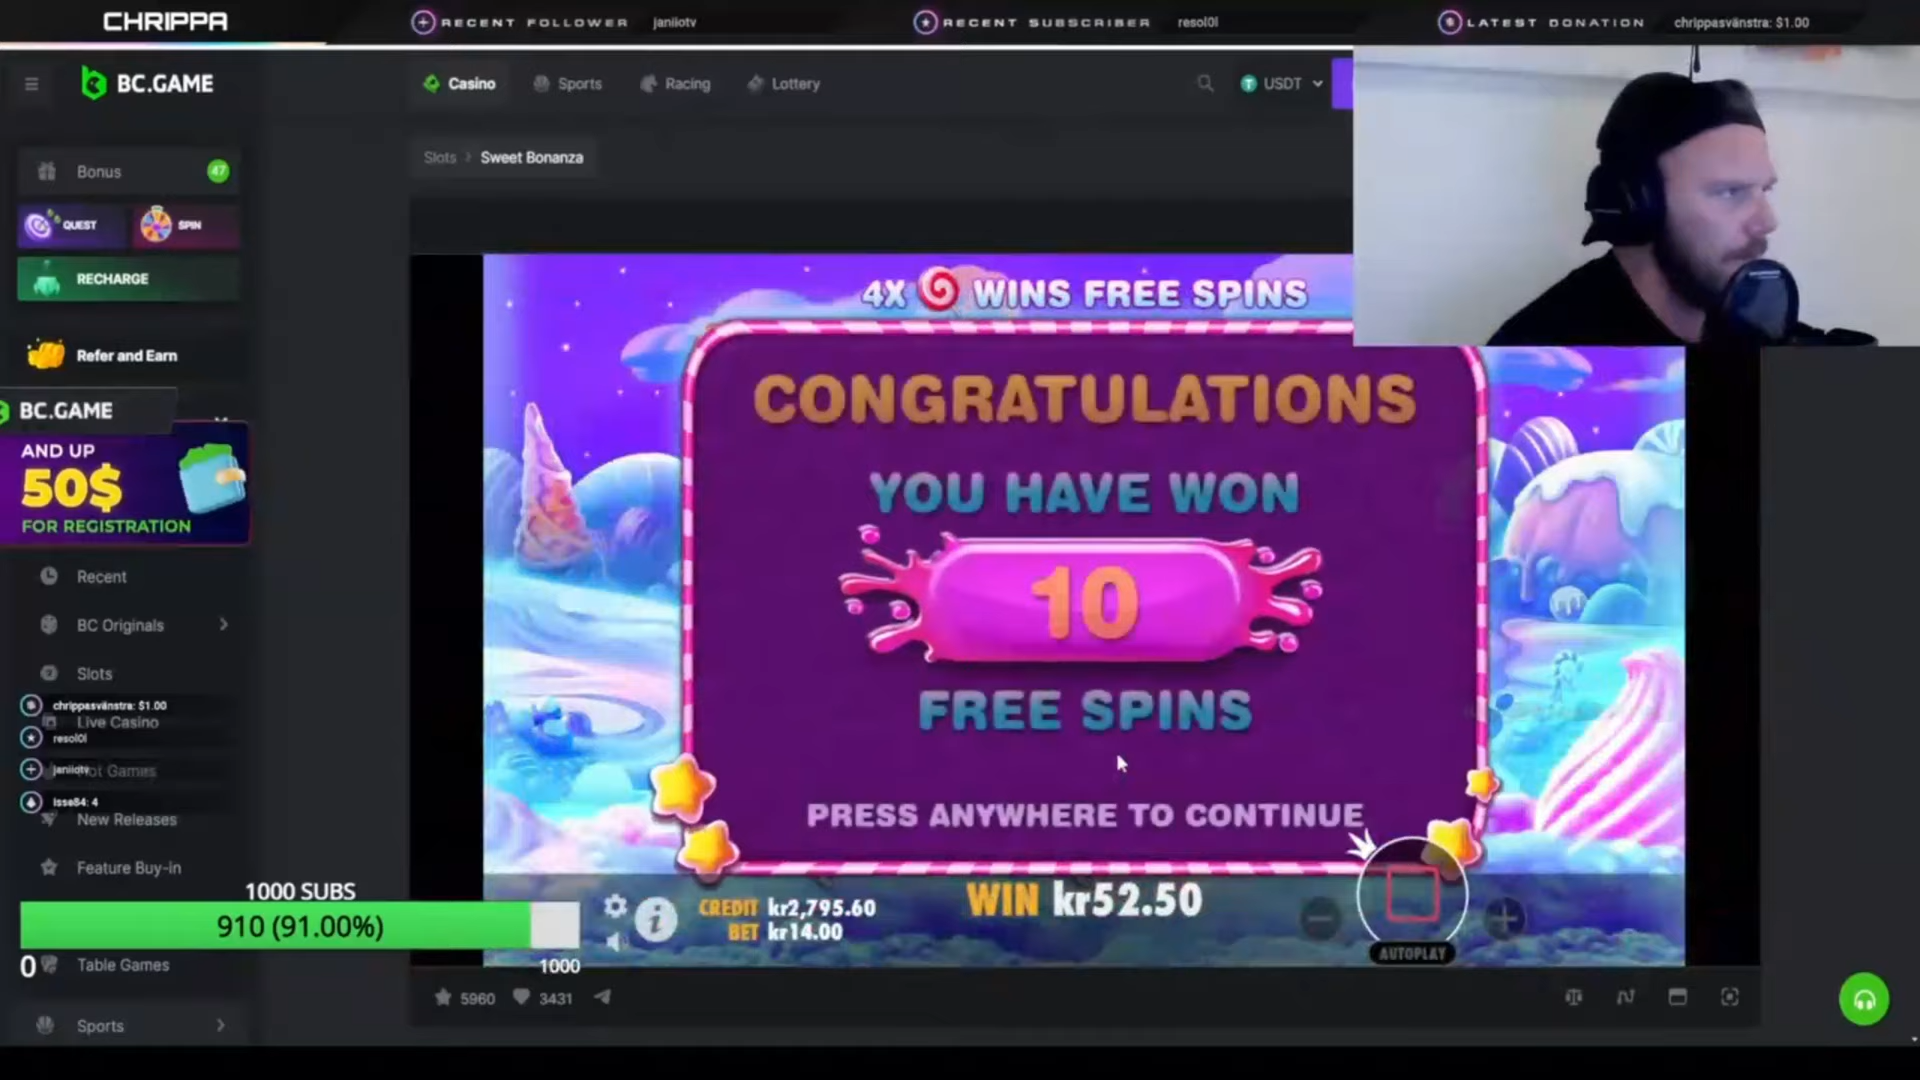 CHRIPPA
RECENT FOLLOWER janiiotv
RECENT SUBSCRIBER resol0l
LATEST DONATION chrippasvänstra: $1.00
BC.GAME
Casino
Sports
Racing
Lottery
USDT
Slots > Sweet Bonanza
Bonus 47
QUEST
SPIN
RECHARGE
Refer and Earn
BC.GAME
AND UP
50$
FOR REGISTRATION
Recent
BC Originals
Slots
chrippasvänstra: $1.00
Live Casino
resol0l
janiiotv
Hot Games
isse84: 4
New Releases
Feature Buy-in
1000 SUBS
910 (91.00%)
0
1000
Table Games
Sports
4X WINS FREE SPINS
CONGRATULATIONS
YOU HAVE WON
10
FREE SPINS
PRESS ANYWHERE TO CONTINUE
CREDIT kr2,795.60
BET kr14.00
WIN kr52.50
AUTOPLAY
5960
3431